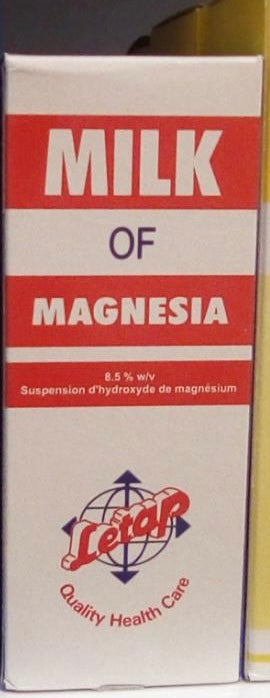 MILK
OF
MAGNESIA
8.5 % w/v
Suspension d'hydroxyde de magnésium
Letap
Quality Health Care